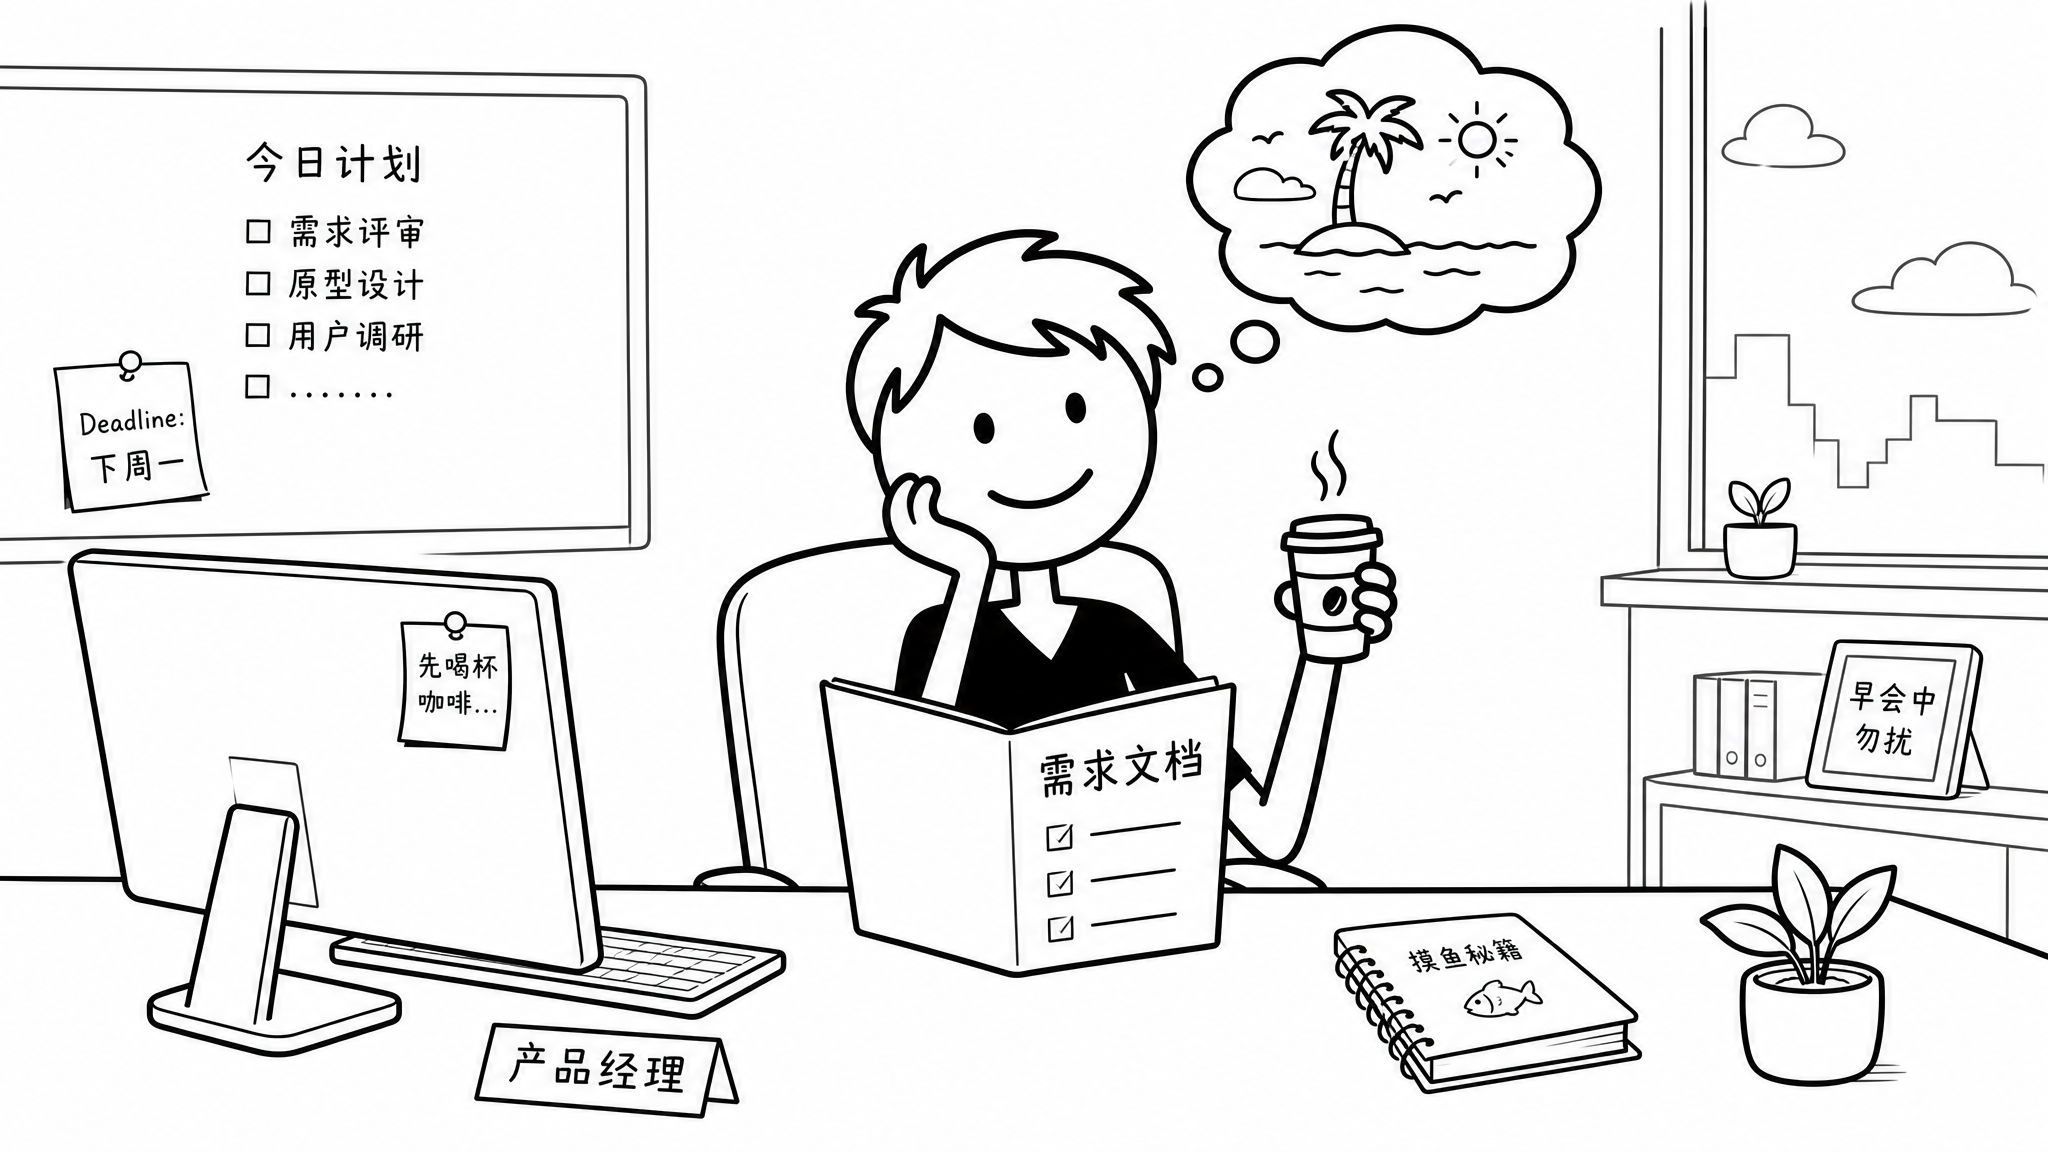 今日计划
□ 需求评审
□ 原型设计
□ 用户调研
□ .......
Deadline:
下周一
先喝杯
咖啡...
需求文档
早会中
勿扰
摸鱼秘籍
产品经理